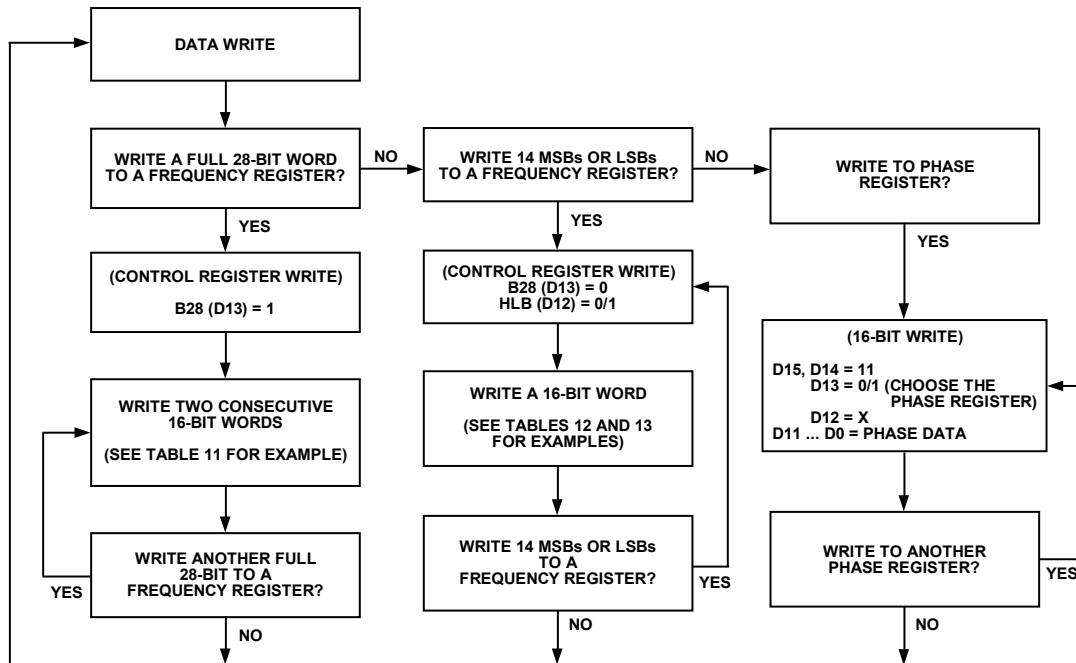 DATA WRITE
WRITE A FULL 28-BIT WORD
TO A FREQUENCY REGISTER?
NO
WRITE 14 MSBs OR LSBs
TO A FREQUENCY REGISTER?
NO
WRITE TO PHASE
REGISTER?
YES
YES
YES
(CONTROL REGISTER WRITE)
B28 (D13) = 1
(CONTROL REGISTER WRITE)
B28 (D13) = 0
HLB (D12) = 0/1
(16-BIT WRITE)
D15, D14 = 11
D13 = 0/1 (CHOOSE THE
PHASE REGISTER)
D12 = X
D11 ... D0 = PHASE DATA
WRITE TWO CONSECUTIVE
16-BIT WORDS
(SEE TABLE 11 FOR EXAMPLE)
WRITE A 16-BIT WORD
(SEE TABLES 12 AND 13
FOR EXAMPLES)
WRITE ANOTHER FULL
28-BIT TO A
FREQUENCY REGISTER?
YES
WRITE 14 MSBs OR LSBs
TO A
FREQUENCY REGISTER?
YES
WRITE TO ANOTHER
PHASE REGISTER?
YES
NO
NO
NO